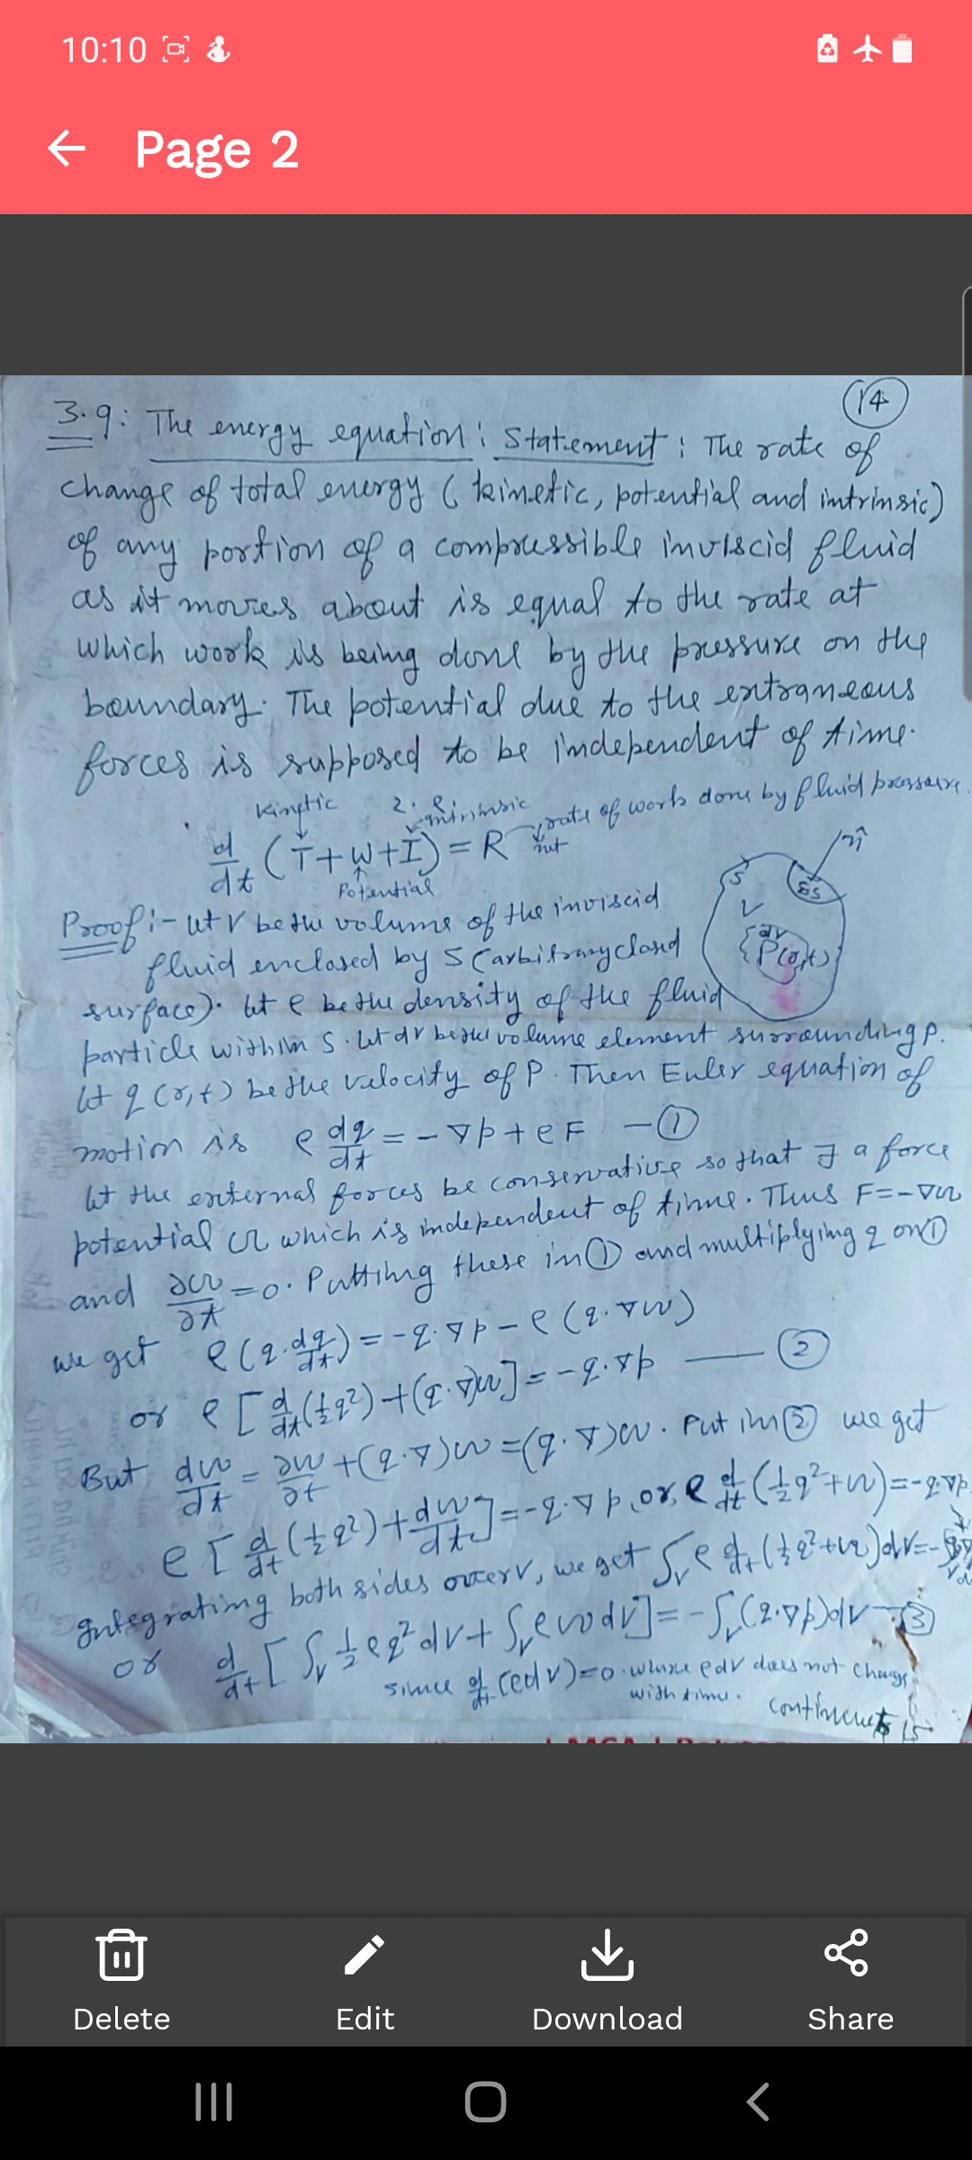 10:10
Page 2
14
3.9: The energy equation: Statement: The rate of
change of total energy (kinetic, potential and intrinsic)
of any portion of a compressible inviscid fluid
as it moves about is equal to the rate at
which work is being done by the pressure on the
boundary. The potential due to the extraneous
forces is supposed to be independent of time.
Kinetic intrinsic rate of work done by fluid pressure.
d/dt (T+W+I) = R
Potential
n̂
S δS
V
dv
P(r,t)
Proof:- Let V be the volume of the inviscid
fluid enclosed by S (arbitrary closed
surface). Let ρ be the density of the fluid
particle within S. Let dv be the volume element surrounding P.
Let q(r,t) be the velocity of P. Then Euler equation of
motion is ρ dq/dt = -∇p + ρF —①
Let the external forces be conservative so that ∃ a force
potential ω which is independent of time. Thus F=-∇ω
and ∂ω/∂t = 0. Putting these in ① and multiplying q on ①
we get ρ(q.dq/dt) = -q.∇p - ρ(q.∇ω)
or ρ[d/dt(½q²)+(q.∇)ω] = -q.∇p —②
But dω/dt = ∂ω/∂t +(q.∇)ω = (q.∇)ω. Put in ② we get
ρ[d/dt(½q²)+dω/dt] = -q.∇p, or, ρ d/dt(½q²+ω) = -q.∇p
Integrating both sides over V, we get ∫v ρ d/dt(½q²+ω)dv = -
or d/dt[∫v ½ρq²dv + ∫v ρωdv] = -∫v(q.∇p)dv —③
since d/dt(ρdv)=0. where ρdv does not change
with time.
continue 15
Delete
Edit
Download
Share